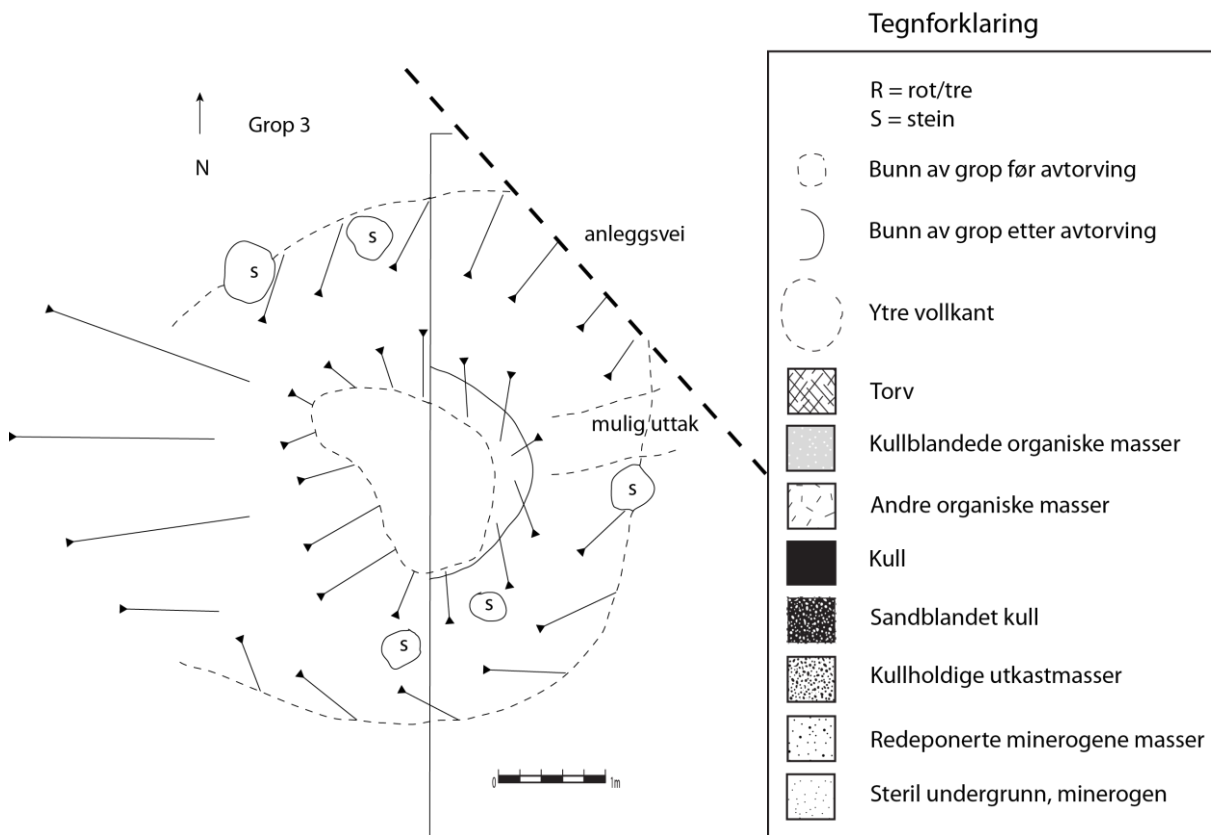 Tegnforklaring
R = rot/tre
S = stein
Bunn av grop før avtorving
Bunn av grop etter avtorving
Ytre vollkant
Torv
Kullblandede organiske masser
Andre organiske masser
Kull
Sandblandet kull
Kullholdige utkastmasser
Redeponerte minerogene masser
Steril undergrunn, minerogen
Grop 3
N
anleggsvei
s
s
mulig uttak
s
s
s
0
1m